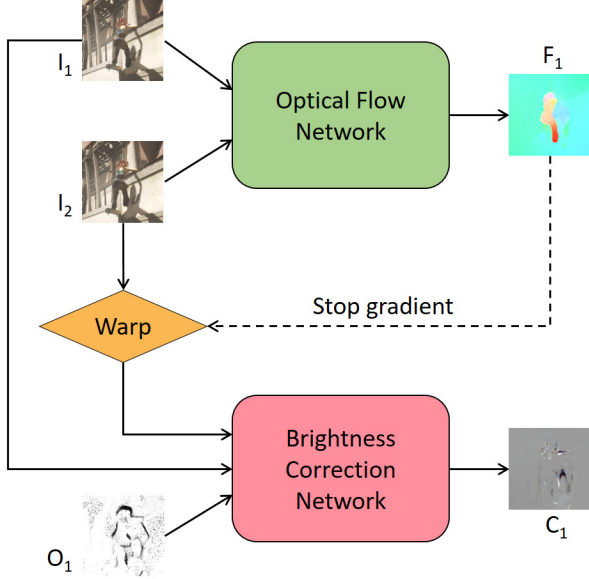 I1
I2
Optical Flow
Network
F1
Warp
Stop gradient
Brightness
Correction
Network
O1
C1